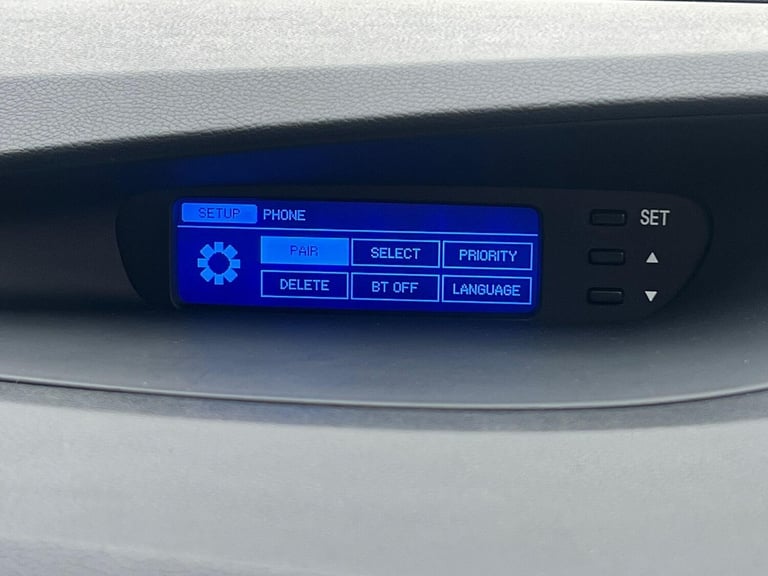 SETUP PHONE
PAIR SELECT PRIORITY
DELETE BT OFF LANGUAGE
SET
▲
▼